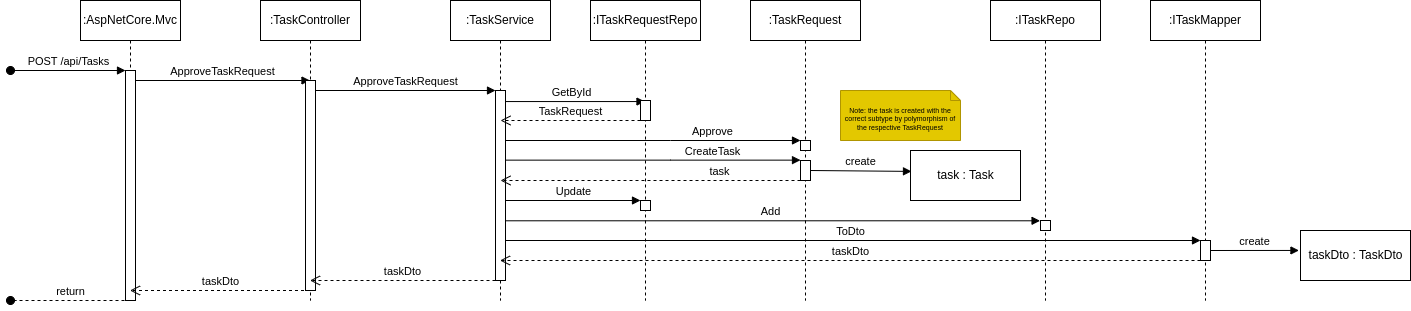 :AspNetCore.Mvc
:TaskController
:TaskService
:ITaskRequestRepo
:TaskRequest
:ITaskRepo
:ITaskMapper
POST /api/Tasks
ApproveTaskRequest
ApproveTaskRequest
GetById
TaskRequest
Note: the task is created with the
correct subtype by polymorphism of
the respective TaskRequest
Approve
CreateTask
create
task
task : Task
Update
Add
ToDto
create
taskDto
taskDto : TaskDto
taskDto
taskDto
return